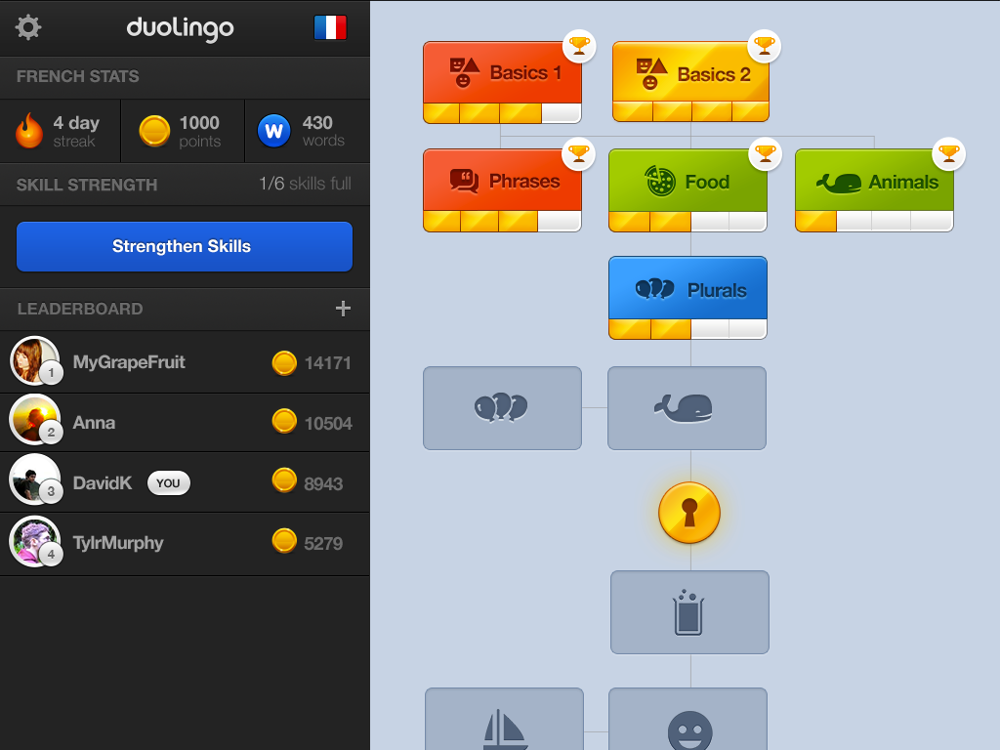 duolingo
FRENCH STATS
4 day
streak
1000
points
W
430
words
SKILL STRENGTH
1/6 skills full
Strengthen Skills
LEADERBOARD
1
MyGrapeFruit
14171
2
Anna
10504
3
DavidK
YOU
8943
4
TylrMurphy
5279
Basics 1
Basics 2
Phrases
Food
Animals
Plurals